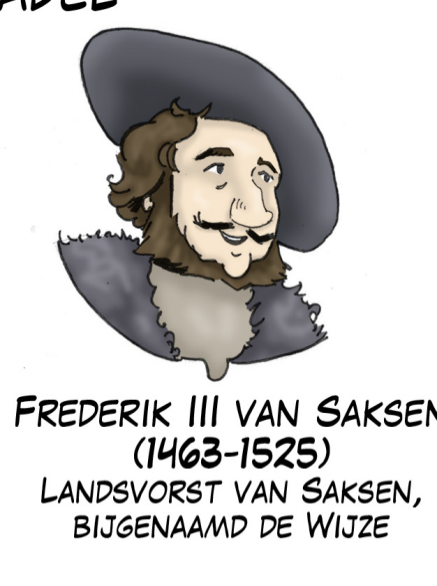 FREDERIK III VAN SAKSEN
(1463-1525)
LANDSVORST VAN SAKSEN,
BIJGENAAMD DE WIJZE